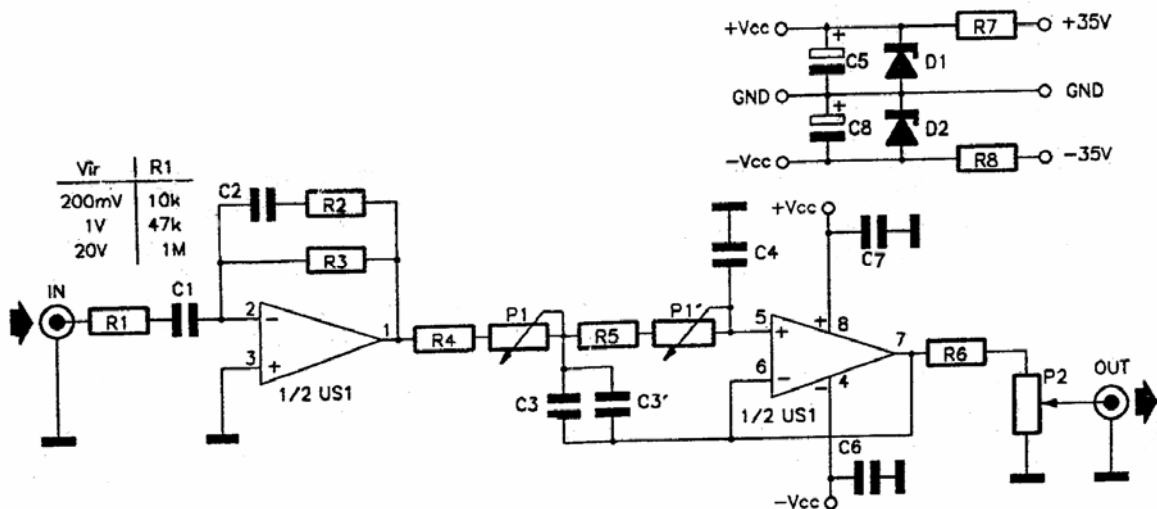 +Vcc
R7
+35V
C5
D1
GND
GND
C8
D2
-Vcc
R8
-35V
Vir R1
200mV 10k
1V 47k
20V 1M
C2
R2
R3
+Vcc
C4
C7
IN
R1
C1
2
-
3
+
1
1/2 US1
R4
P1
R5
P1'
5
+
6
-
+
8
7
4
-
1/2 US1
R6
P2
OUT
C3
C3'
C6
-Vcc